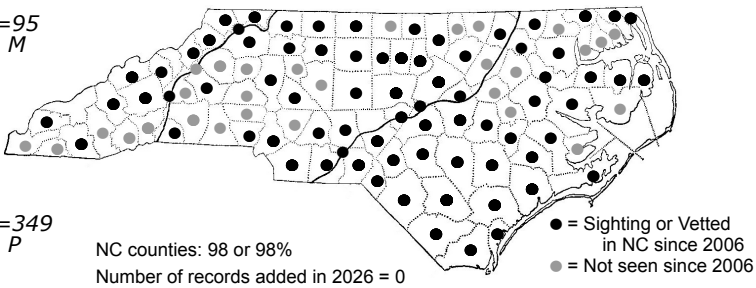 =95
M
=349
P
NC counties: 98 or 98%
Number of records added in 2026 = 0
= Sighting or Vetted
in NC since 2006
= Not seen since 2006